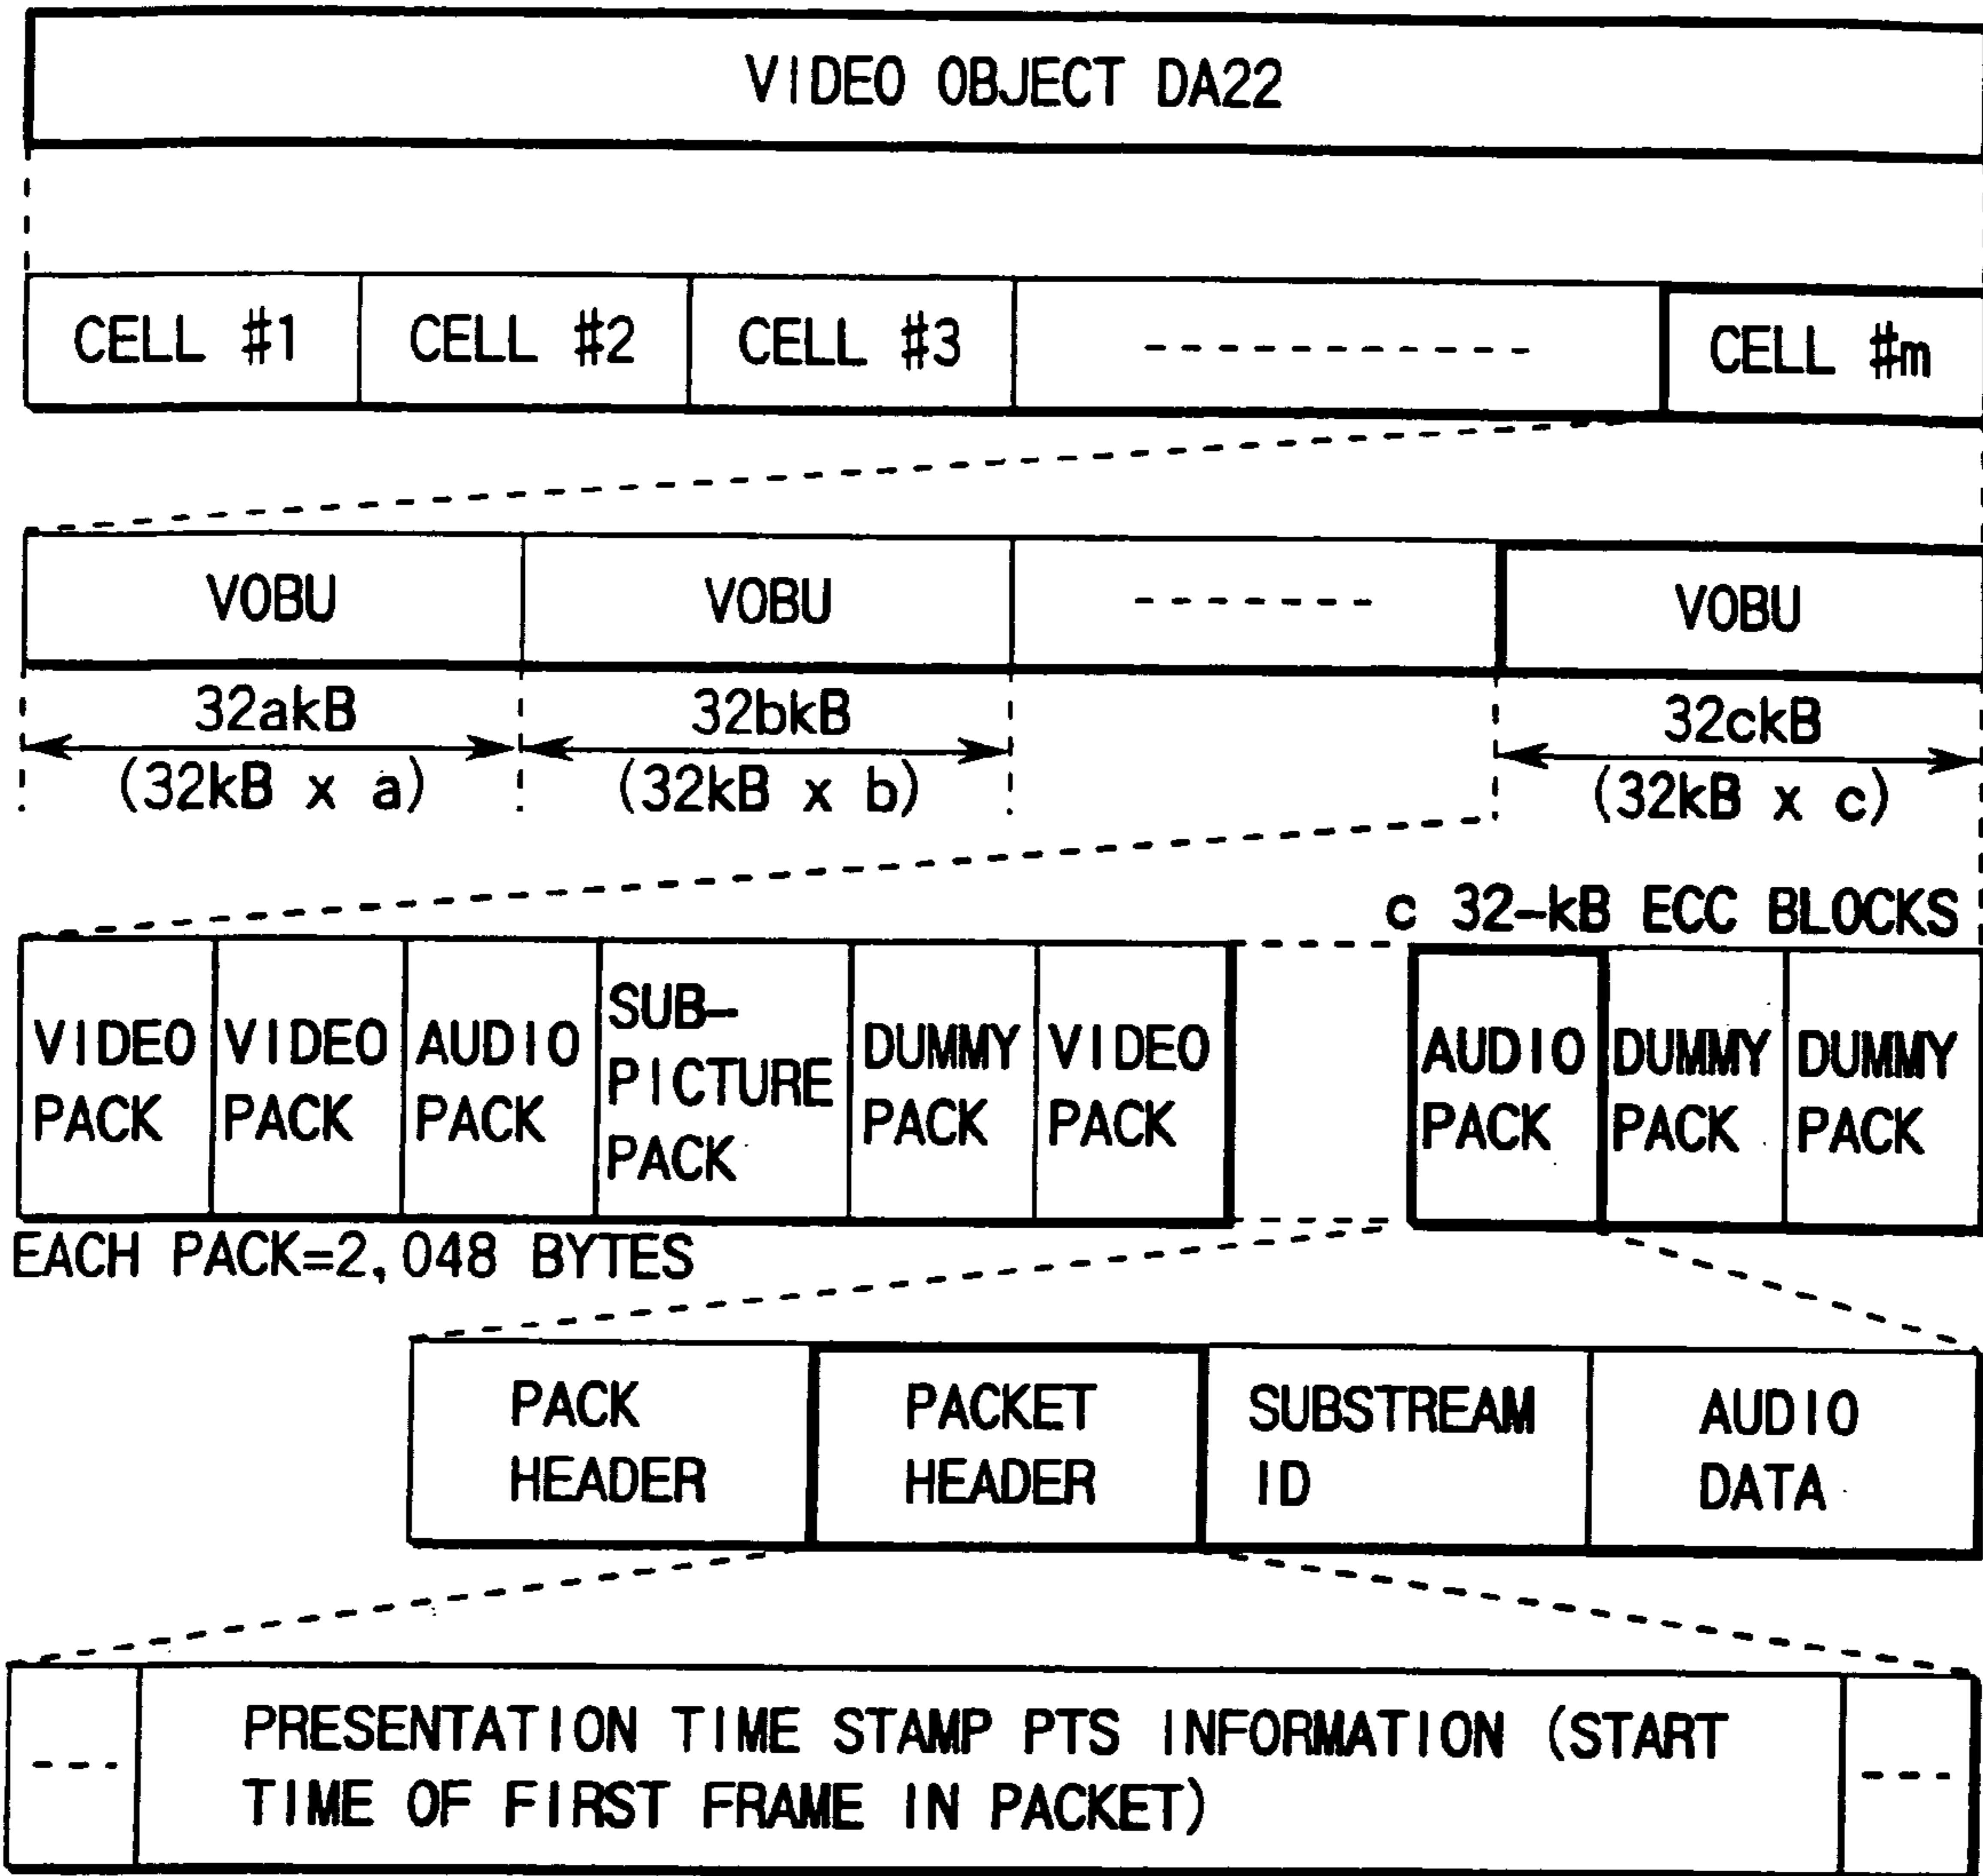 VIDEO OBJECT DA22
CELL #1
CELL #2
CELL #3
CELL #m
VOBU
VOBU
VOBU
32akB
(32kB x a)
32bkB
(32kB x b)
32ckB
(32kB x c)
c 32-kB ECC BLOCKS
VIDEO
PACK
VIDEO
PACK
AUDIO
PACK
SUB-
PICTURE
PACK
DUMMY
PACK
VIDEO
PACK
AUDIO
PACK
DUMMY
PACK
DUMMY
PACK
EACH PACK=2,048 BYTES
PACK
HEADER
PACKET
HEADER
SUBSTREAM
ID
AUDIO
DATA
PRESENTATION TIME STAMP PTS INFORMATION (START
TIME OF FIRST FRAME IN PACKET)